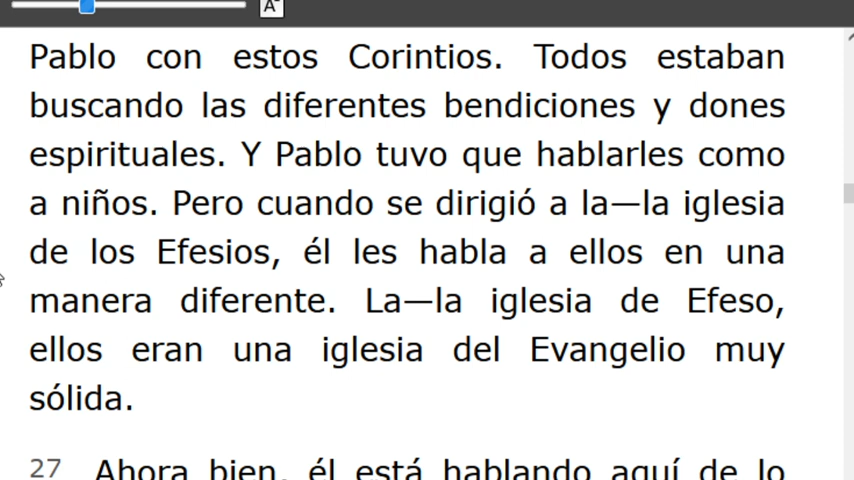 A
Pablo con estos Corintios. Todos estaban
buscando las diferentes bendiciones y dones
espirituales. Y Pablo tuvo que hablarles como
a niños. Pero cuando se dirigió a la—la iglesia
de los Efesios, él les habla a ellos en una
manera diferente. La—la iglesia de Efeso,
ellos eran una iglesia del Evangelio muy
sólida.
27 Ahora bien, él está hablando aquí de lo